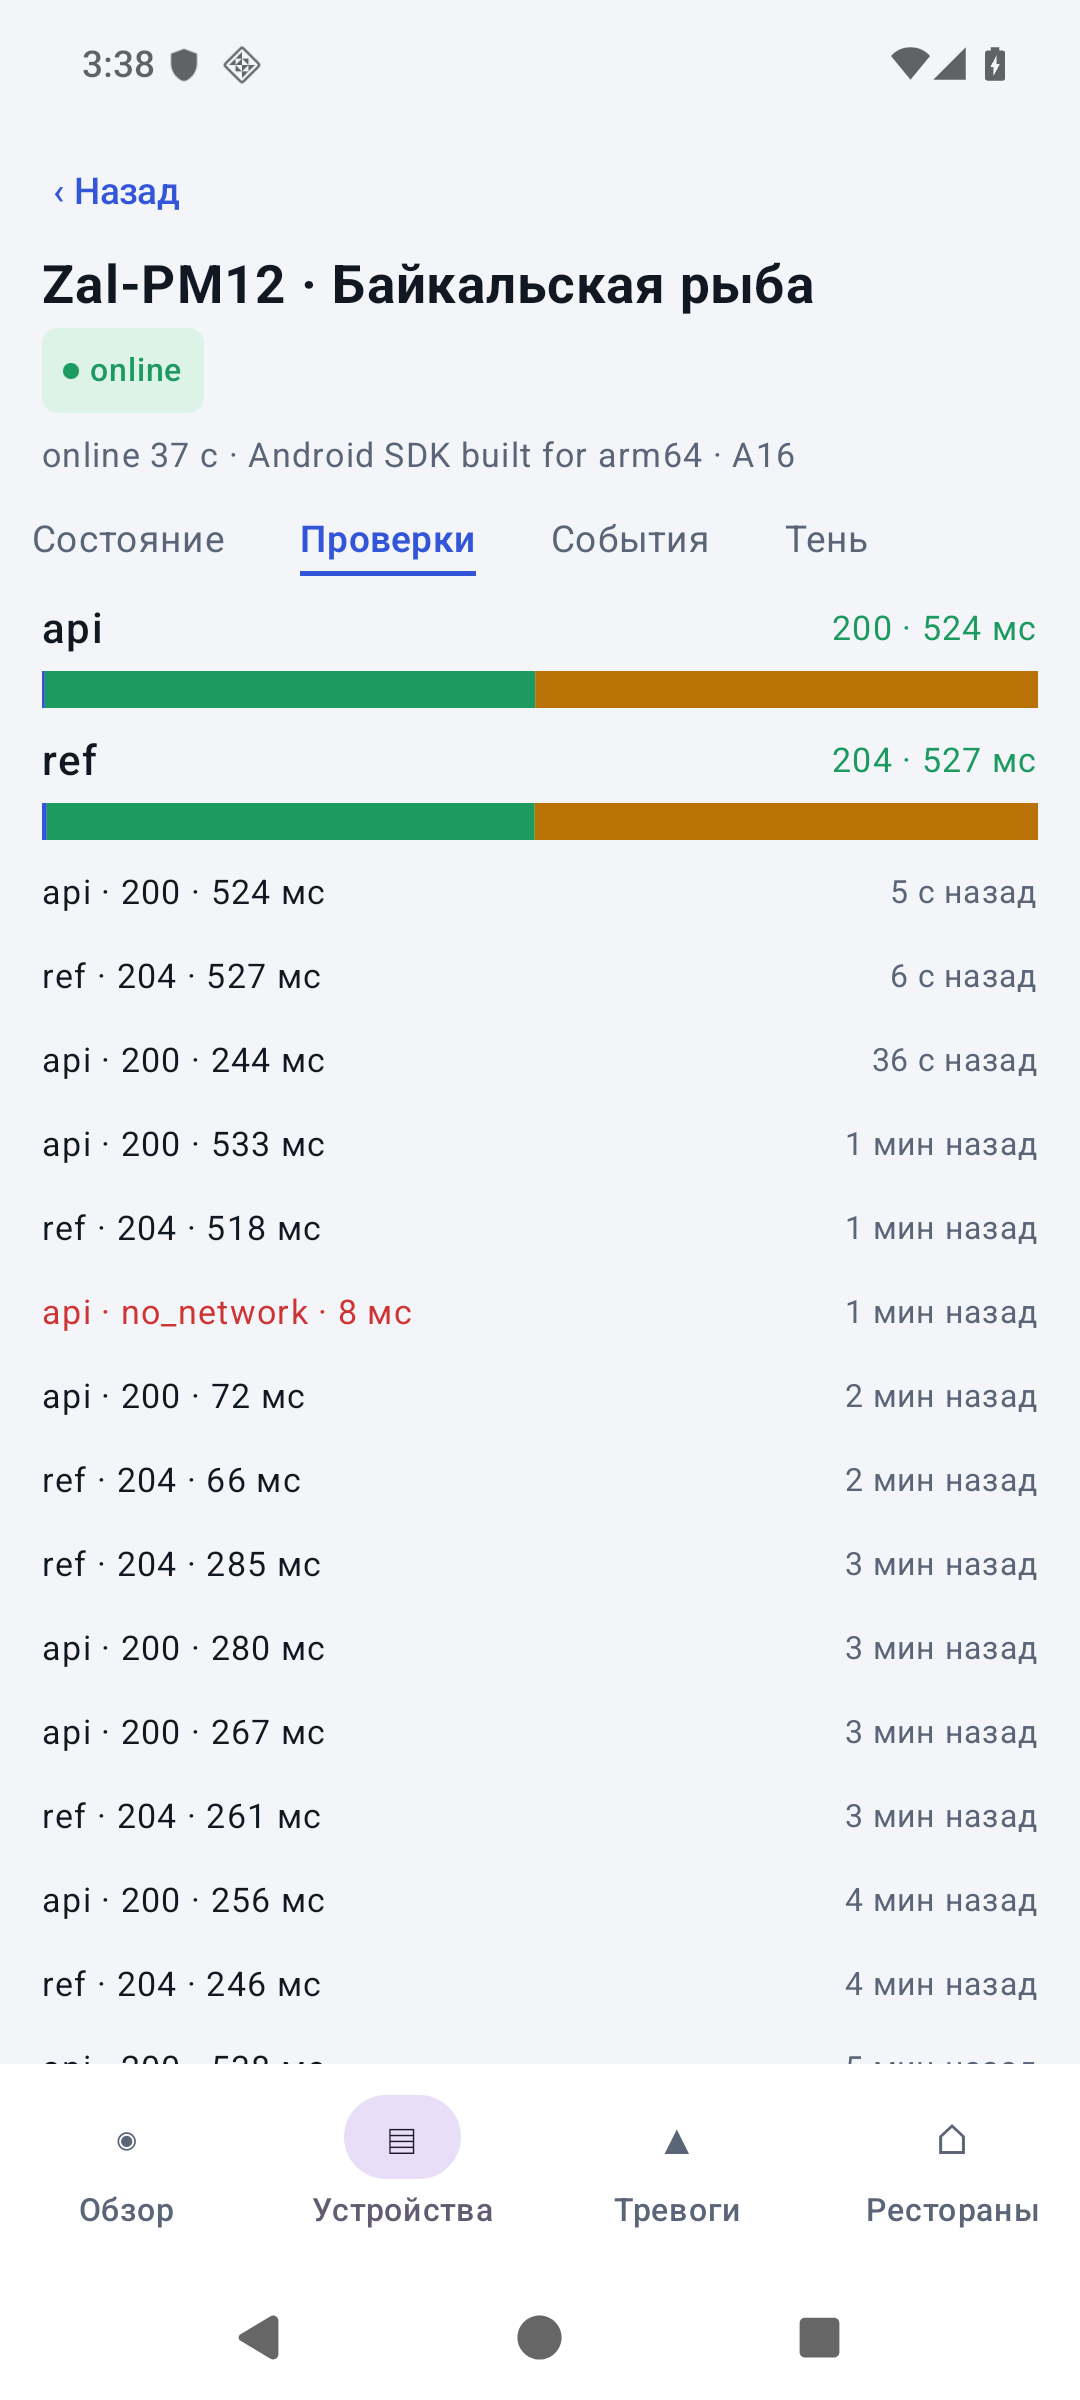 3:38
‹ Назад
Zal-PM12 · Байкальская рыба
online
online 37 с · Android SDK built for arm64 · A16
Состояние Проверки События Тень
api 200 · 524 мс
ref 204 · 527 мс
api · 200 · 524 мс 5 с назад
ref · 204 · 527 мс 6 с назад
api · 200 · 244 мс 36 с назад
api · 200 · 533 мс 1 мин назад
ref · 204 · 518 мс 1 мин назад
api · no_network · 8 мс 1 мин назад
api · 200 · 72 мс 2 мин назад
ref · 204 · 66 мс 2 мин назад
ref · 204 · 285 мс 3 мин назад
api · 200 · 280 мс 3 мин назад
api · 200 · 267 мс 3 мин назад
ref · 204 · 261 мс 3 мин назад
api · 200 · 256 мс 4 мин назад
ref · 204 · 246 мс 4 мин назад
Обзор Устройства Тревоги Рестораны